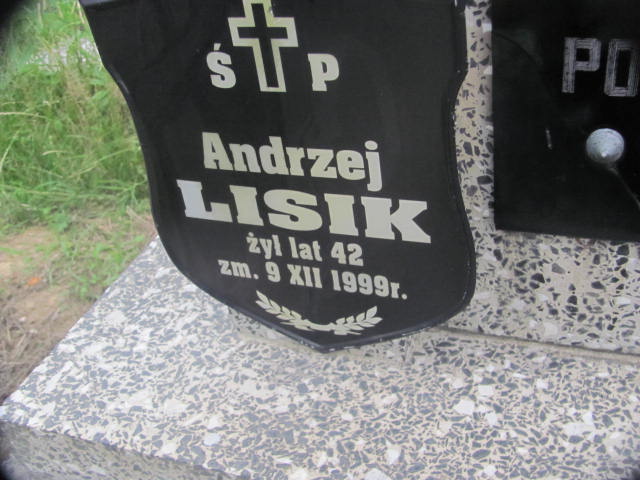 Ś P
Andrzej
LISIK
żył lat 42
zm. 9 XII 1999r.
PO